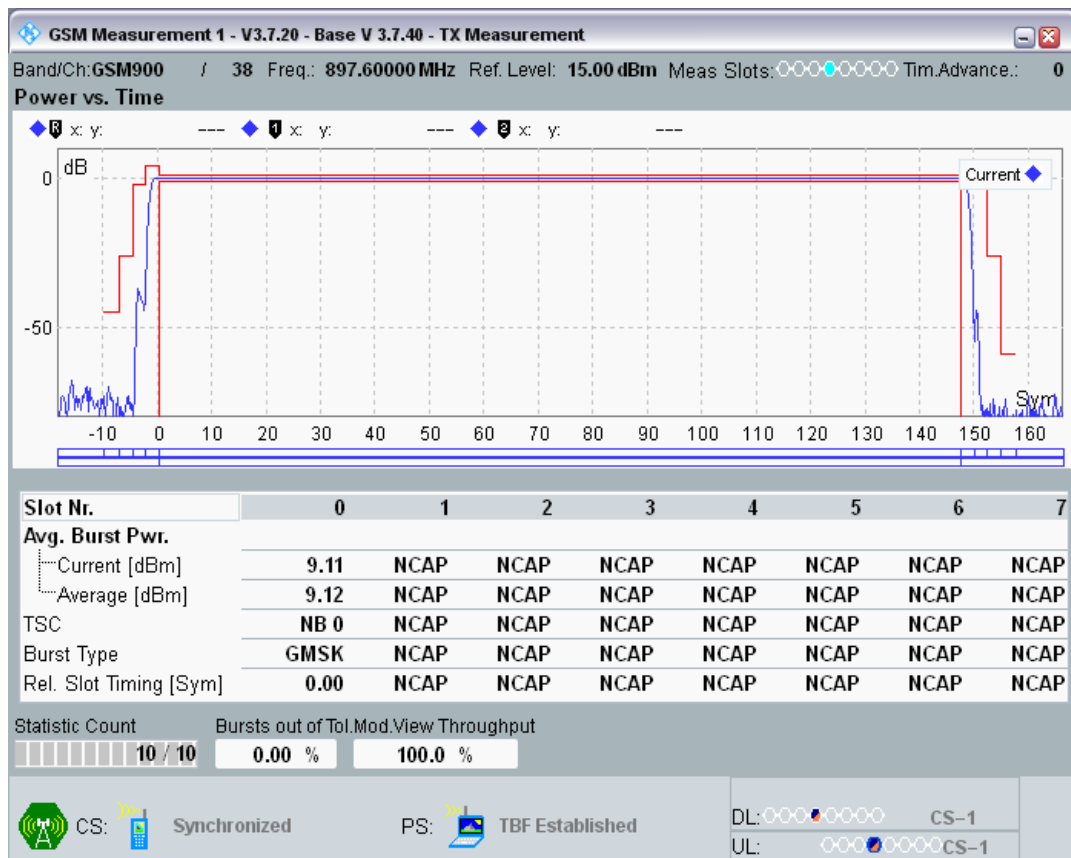 GSM Measurement 1 - V3.7.20 - Base V 3.7.40 - TX Measurement
Band/Ch:GSM900 / 38 Freq.: 897.60000 MHz Ref. Level: 15.00 dBm Meas Slots: Tim.Advance.: 0
Power vs. Time
R x: y: --- 1 x: y: --- 2 x: y: ---
dB
Current
0
-50
Sym
-10 0 10 20 30 40 50 60 70 80 90 100 110 120 130 140 150 160
Slot Nr. 0 1 2 3 4 5 6 7
Avg. Burst Pwr.
Current [dBm] 9.11 NCAP NCAP NCAP NCAP NCAP NCAP NCAP
Average [dBm] 9.12 NCAP NCAP NCAP NCAP NCAP NCAP NCAP
TSC NB 0 NCAP NCAP NCAP NCAP NCAP NCAP NCAP
Burst Type GMSK NCAP NCAP NCAP NCAP NCAP NCAP NCAP
Rel. Slot Timing [Sym] 0.00 NCAP NCAP NCAP NCAP NCAP NCAP NCAP
Statistic Count Bursts out of Tol.Mod.View Throughput
10 / 10 0.00 % 100.0 %
CS: Synchronized PS: TBF Established
DL: CS-1
UL: CS-1